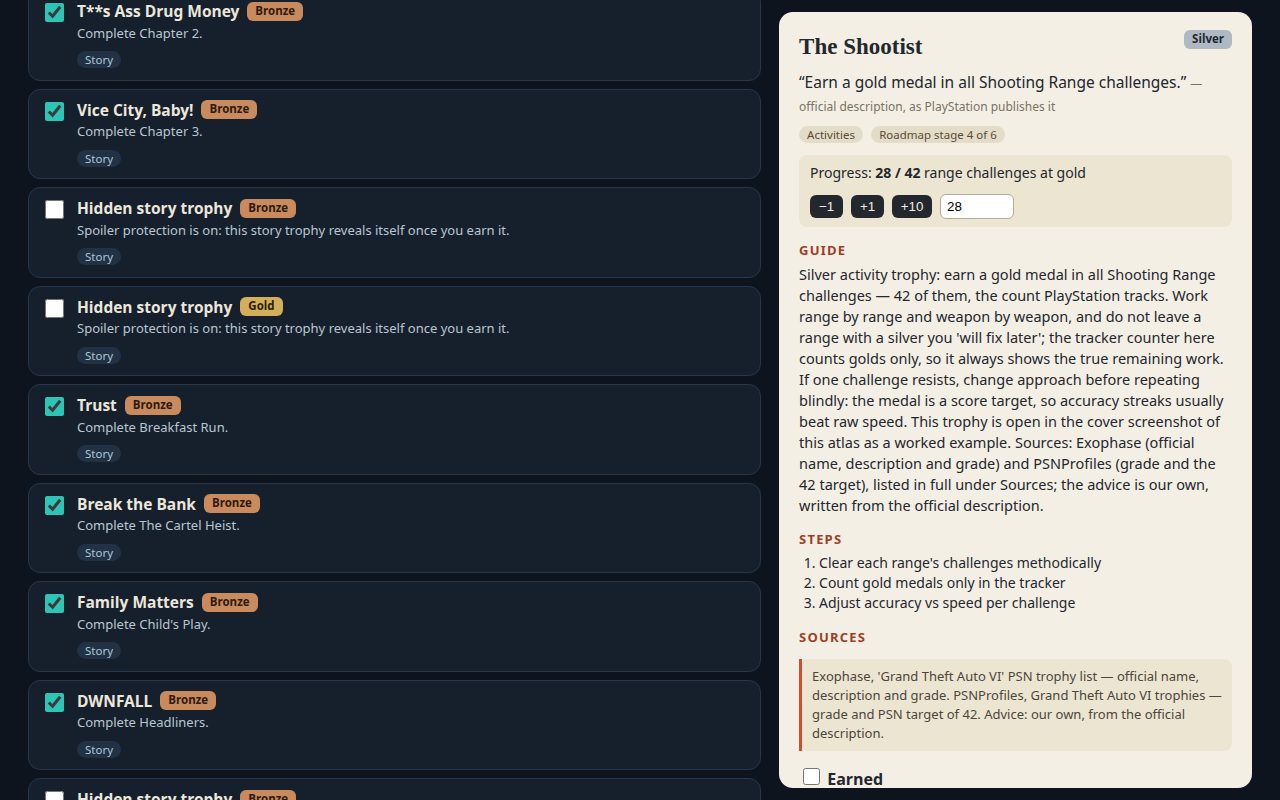 T**s Ass Drug Money Bronze
Complete Chapter 2.
Story
Vice City, Baby! Bronze
Complete Chapter 3.
Story
Hidden story trophy Bronze
Spoiler protection is on: this story trophy reveals itself once you earn it.
Story
Hidden story trophy Gold
Spoiler protection is on: this story trophy reveals itself once you earn it.
Story
Trust Bronze
Complete Breakfast Run.
Story
Break the Bank Bronze
Complete The Cartel Heist.
Story
Family Matters Bronze
Complete Child's Play.
Story
DWNFALL Bronze
Complete Headliners.
Story
Hidden story trophy Bronze
The Shootist Silver
“Earn a gold medal in all Shooting Range challenges.” —
official description, as PlayStation publishes it
Activities Roadmap stage 4 of 6
Progress: 28 / 42 range challenges at gold
−1 +1 +10 28
GUIDE
Silver activity trophy: earn a gold medal in all Shooting Range
challenges — 42 of them, the count PlayStation tracks. Work
range by range and weapon by weapon, and do not leave a
range with a silver you 'will fix later'; the tracker counter here
counts golds only, so it always shows the true remaining work.
If one challenge resists, change approach before repeating
blindly: the medal is a score target, so accuracy streaks usually
beat raw speed. This trophy is open in the cover screenshot of
this atlas as a worked example. Sources: Exophase (official
name, description and grade) and PSNProfiles (grade and the
42 target), listed in full under Sources; the advice is our own,
written from the official description.
STEPS
1. Clear each range's challenges methodically
2. Count gold medals only in the tracker
3. Adjust accuracy vs speed per challenge
SOURCES
Exophase, 'Grand Theft Auto VI' PSN trophy list — official name,
description and grade. PSNProfiles, Grand Theft Auto VI trophies —
grade and PSN target of 42. Advice: our own, from the official
description.
Earned